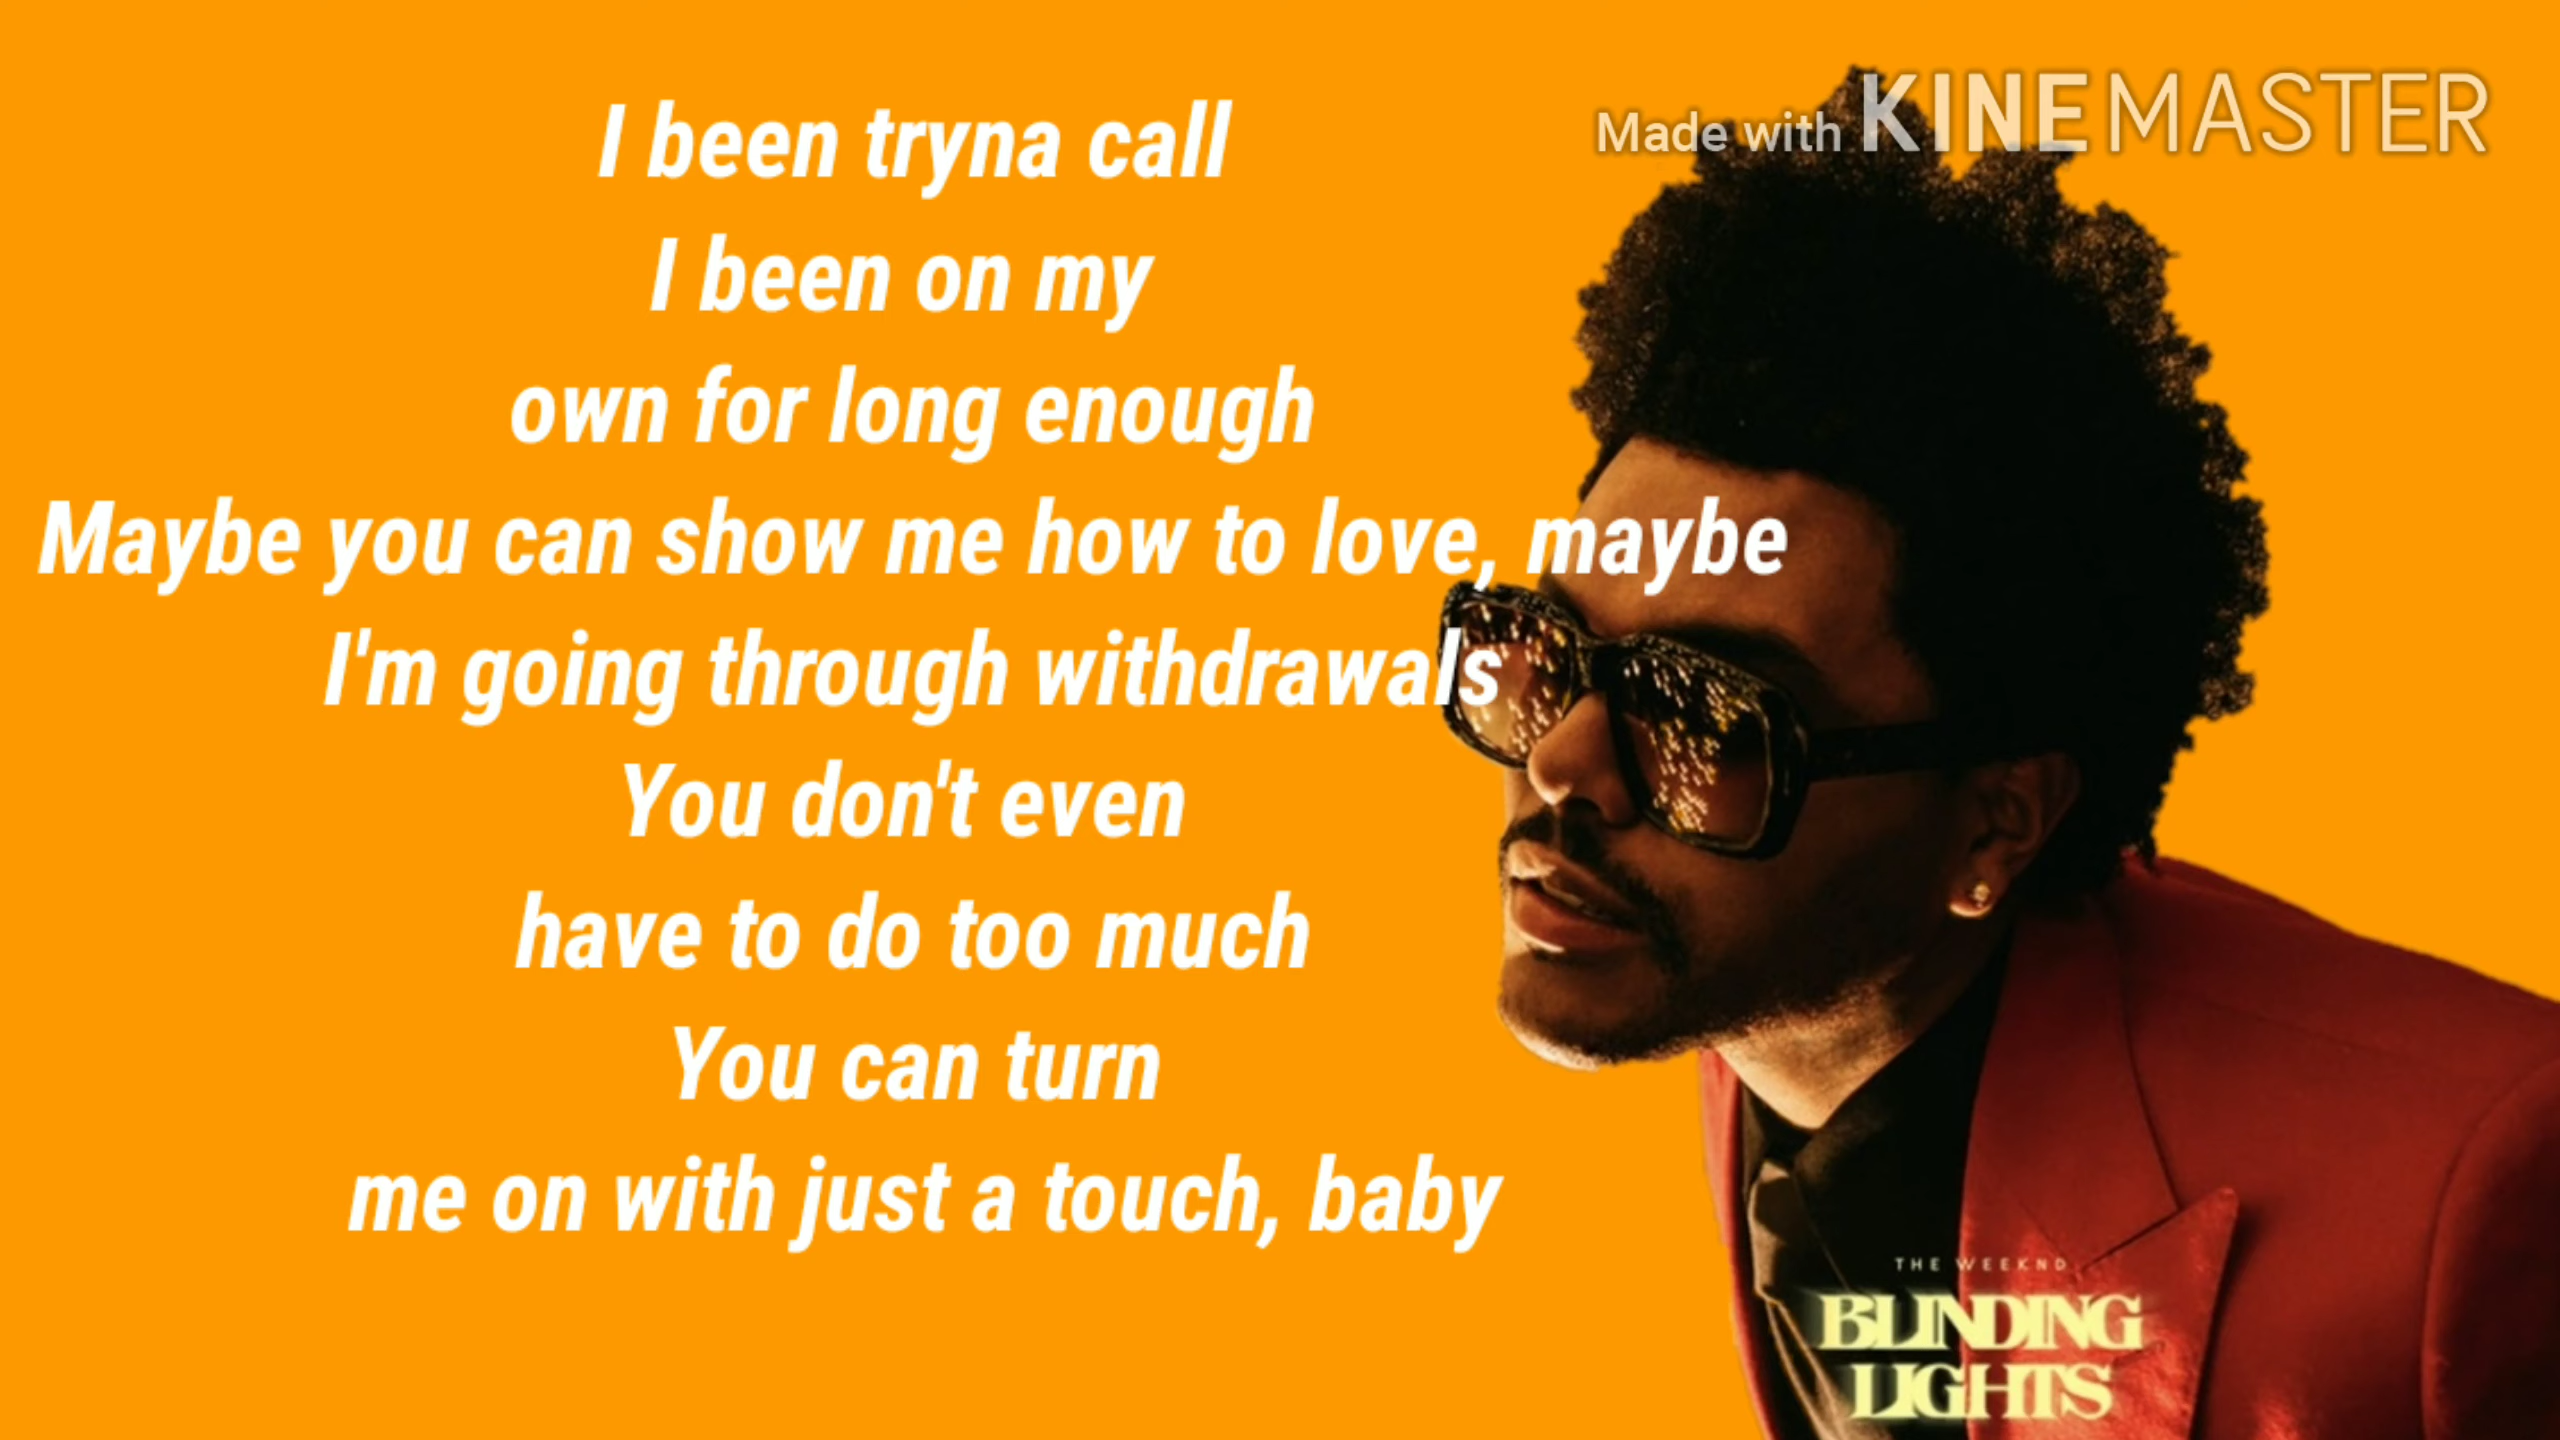 Made with KINEMASTER
I been tryna call
I been on my
own for long enough
Maybe you can show me how to love, maybe
I'm going through withdrawals
You don't even
have to do too much
You can turn
me on with just a touch, baby
THE WEEKND
BLINDING
LIGHTS